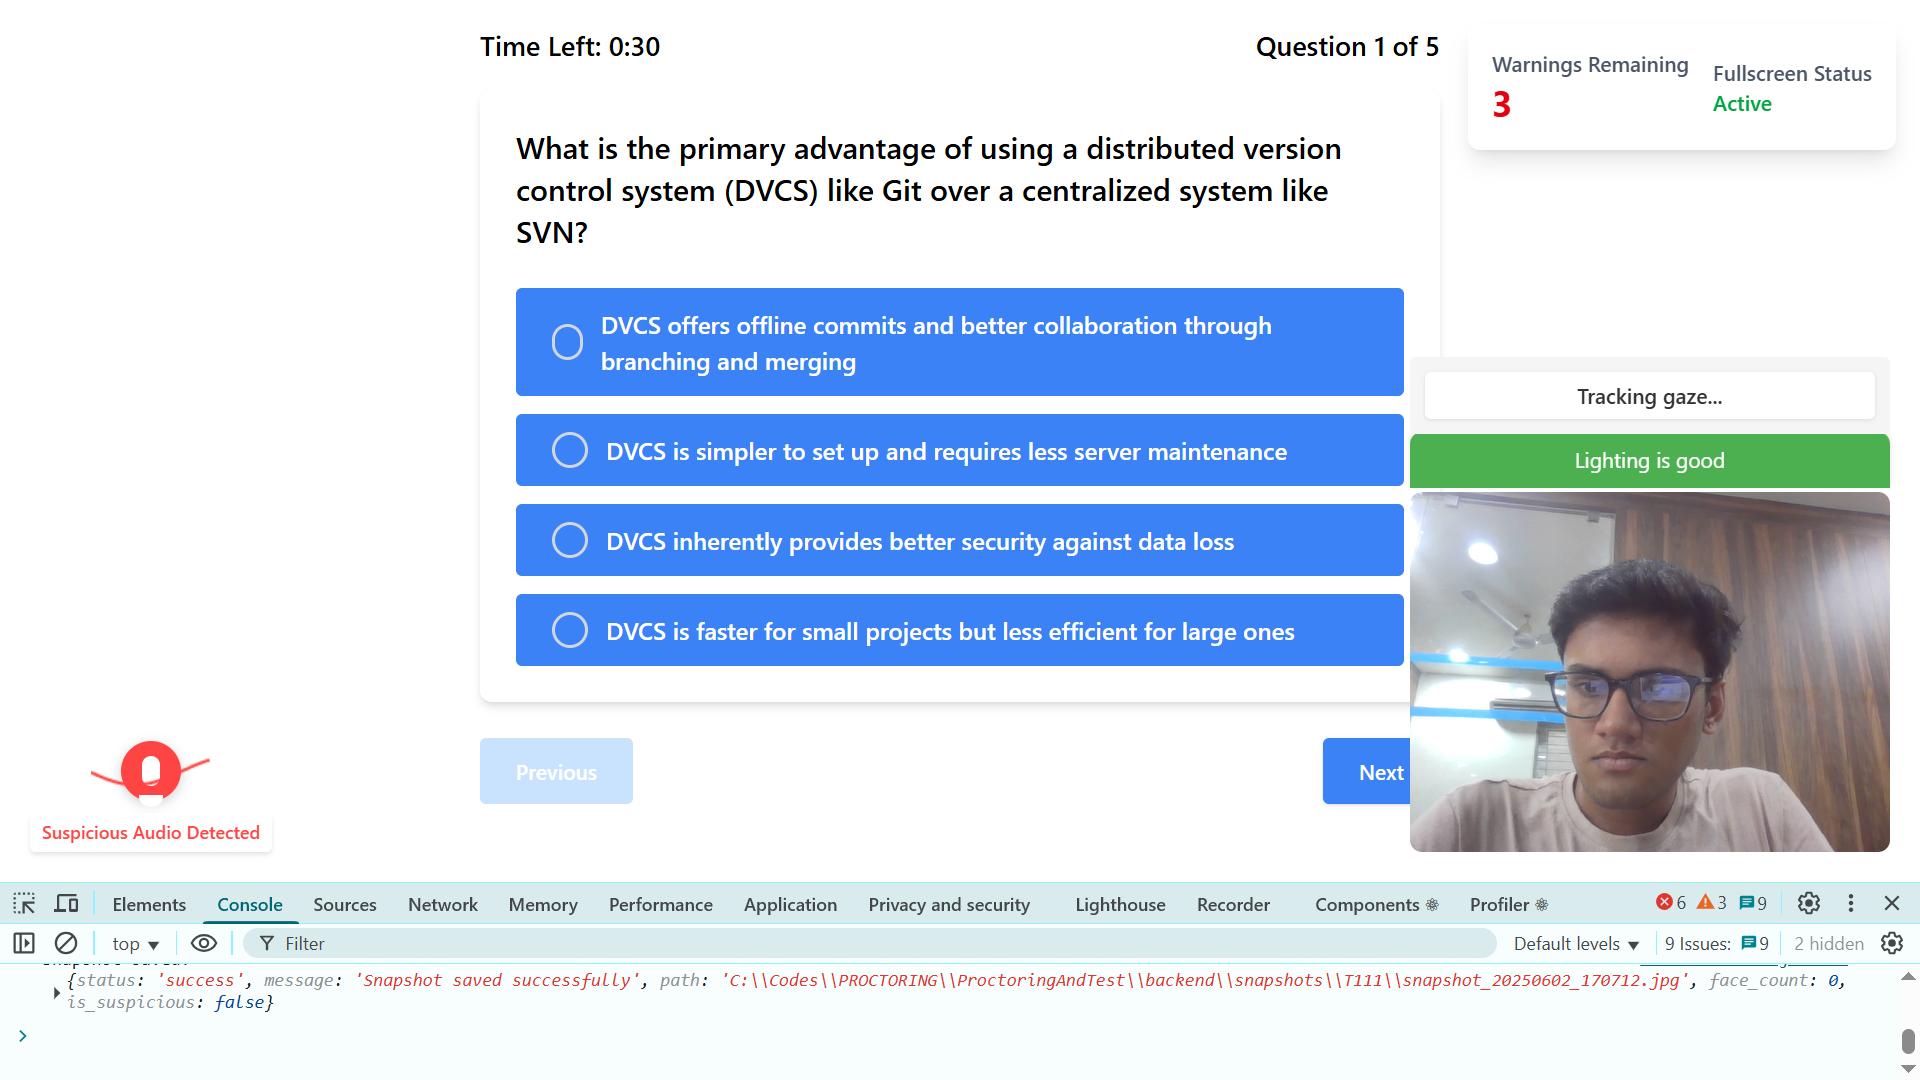 Time Left: 0:30
Question 1 of 5
Warnings Remaining
3
Fullscreen Status
Active
What is the primary advantage of using a distributed version
control system (DVCS) like Git over a centralized system like
SVN?
DVCS offers offline commits and better collaboration through
branching and merging
DVCS is simpler to set up and requires less server maintenance
DVCS inherently provides better security against data loss
DVCS is faster for small projects but less efficient for large ones
Previous
Next
Tracking gaze...
Lighting is good
Suspicious Audio Detected
Elements Console Sources Network Memory Performance Application Privacy and security Lighthouse Recorder Components Profiler 6 3 9
top Filter Default levels 9 Issues: 9 2 hidden
{status: 'success', message: 'Snapshot saved successfully', path: 'C:\\Codes\\PROCTORING\\ProctoringAndTest\\backend\\snapshots\\T111\\snapshot_20250602_170712.jpg', face_count: 0,
is_suspicious: false}